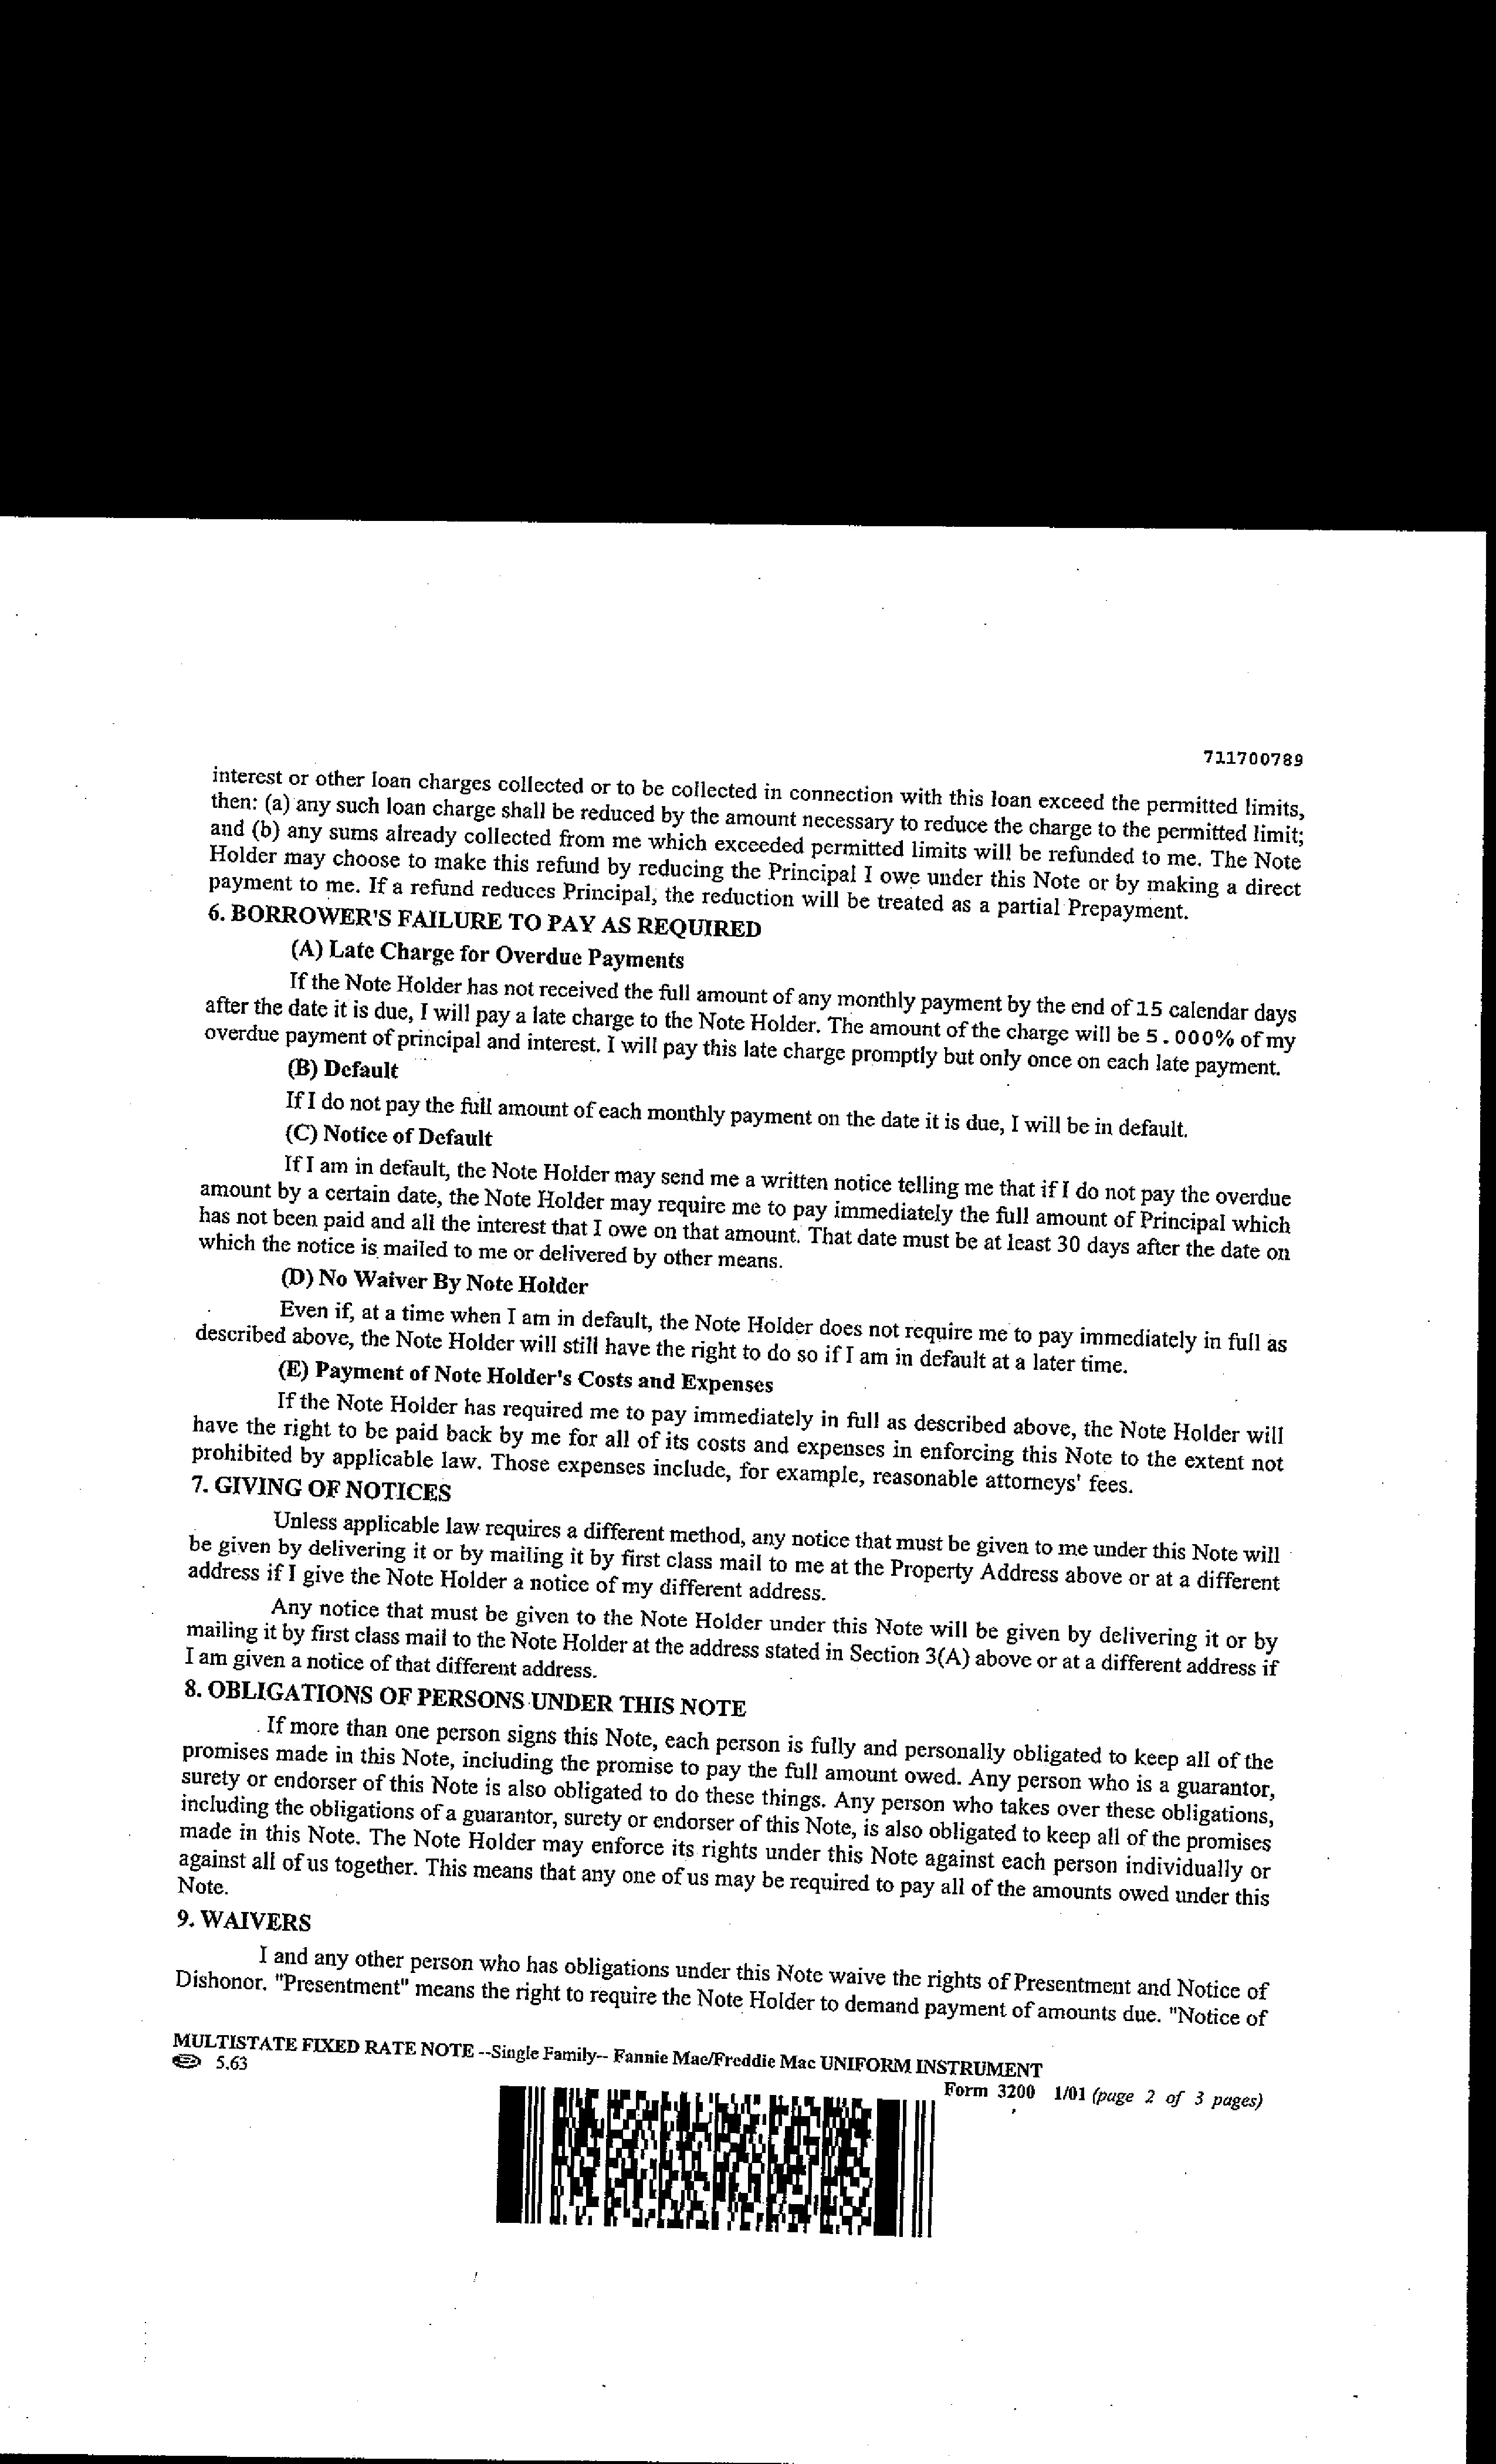 711700789
interest or other loan charges collected or to be collected in connection with this loan exceed the permitted limits,
then: (a) any such loan charge shall be reduced by the amount necessary to reduce the charge to the permitted limit;
and (b) any sums already collected from me which exceeded permitted limits will be refunded to me. The Note
Holder may choose to make this refund by reducing the Principal I owe under this Note or by making a direct
payment to me. If a refund reduces Principal, the reduction will be treated as a partial Prepayment.
6. BORROWER'S FAILURE TO PAY AS REQUIRED
(A) Late Charge for Overdue Payments
If the Note Holder has not received the full amount of any monthly payment by the end of 15 calendar days
after the date it is due, I will pay a late charge to the Note Holder. The amount of the charge will be 5.000% of my
overdue payment of principal and interest. I will pay this late charge promptly but only once on each late payment.
(B) Default
If I do not pay the full amount of each monthly payment on the date it is due, I will be in default.
(C) Notice of Default
If I am in default, the Note Holder may send me a written notice telling me that if I do not pay the overdue
amount by a certain date, the Note Holder may require me to pay immediately the full amount of Principal which
has not been paid and all the interest that I owe on that amount. That date must be at least 30 days after the date on
which the notice is mailed to me or delivered by other means.
(D) No Waiver By Note Holder
Even if, at a time when I am in default, the Note Holder does not require me to pay immediately in full as
described above, the Note Holder will still have the right to do so if I am in default at a later time.
(E) Payment of Note Holder's Costs and Expenses
If the Note Holder has required me to pay immediately in full as described above, the Note Holder will
have the right to be paid back by me for all of its costs and expenses in enforcing this Note to the extent not
prohibited by applicable law. Those expenses include, for example, reasonable attorneys' fees.
7. GIVING OF NOTICES
Unless applicable law requires a different method, any notice that must be given to me under this Note will
be given by delivering it or by mailing it by first class mail to me at the Property Address above or at a different
address if I give the Note Holder a notice of my different address.
Any notice that must be given to the Note Holder under this Note will be given by delivering it or by
mailing it by first class mail to the Note Holder at the address stated in Section 3(A) above or at a different address if
I am given a notice of that different address.
8. OBLIGATIONS OF PERSONS UNDER THIS NOTE
If more than one person signs this Note, each person is fully and personally obligated to keep all of the
promises made in this Note, including the promise to pay the full amount owed. Any person who is a guarantor,
surety or endorser of this Note is also obligated to do these things. Any person who takes over these obligations,
including the obligations of a guarantor, surety or endorser of this Note, is also obligated to keep all of the promises
made in this Note. The Note Holder may enforce its rights under this Note against each person individually or
against all of us together. This means that any one of us may be required to pay all of the amounts owed under this
Note.
9. WAIVERS
I and any other person who has obligations under this Note waive the rights of Presentment and Notice of
Dishonor. "Presentment" means the right to require the Note Holder to demand payment of amounts due. "Notice of
MULTISTATE FIXED RATE NOTE --Single Family-- Fannie Mae/Freddie Mac UNIFORM INSTRUMENT
5.63
Form 3200 1/01 (page 2 of 3 pages)